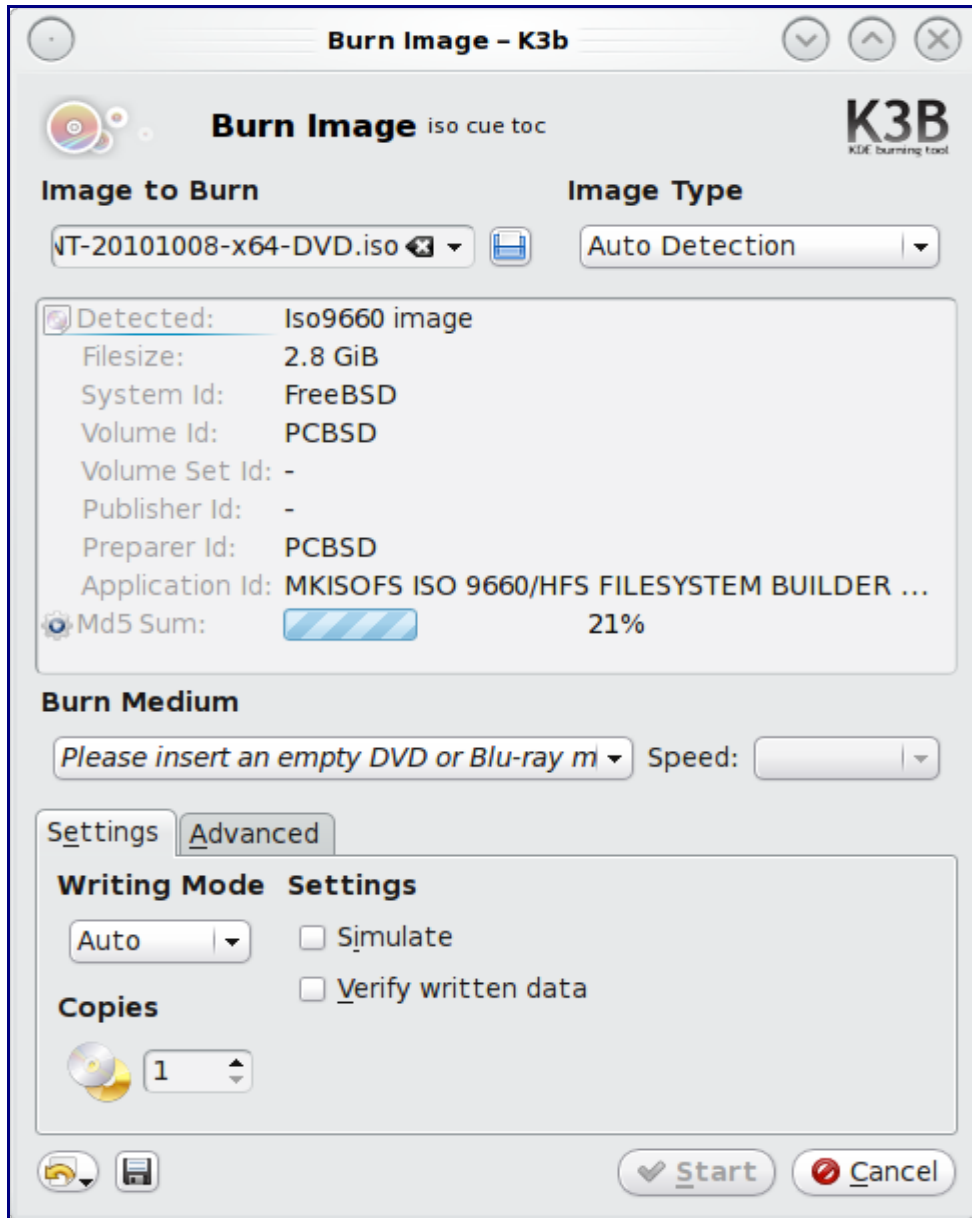 Burn Image – K3b
Burn Image iso cue toc
K3B
KDE burning tool
Image to Burn Image Type
NT-20101008-x64-DVD.iso Auto Detection
Detected: Iso9660 image
Filesize: 2.8 GiB
System Id: FreeBSD
Volume Id: PCBSD
Volume Set Id: -
Publisher Id: -
Preparer Id: PCBSD
Application Id: MKISOFS ISO 9660/HFS FILESYSTEM BUILDER ...
Md5 Sum: 21%
Burn Medium
Please insert an empty DVD or Blu-ray m Speed:
Settings Advanced
Writing Mode Settings
Auto Simulate
Verify written data
Copies
1
Start Cancel